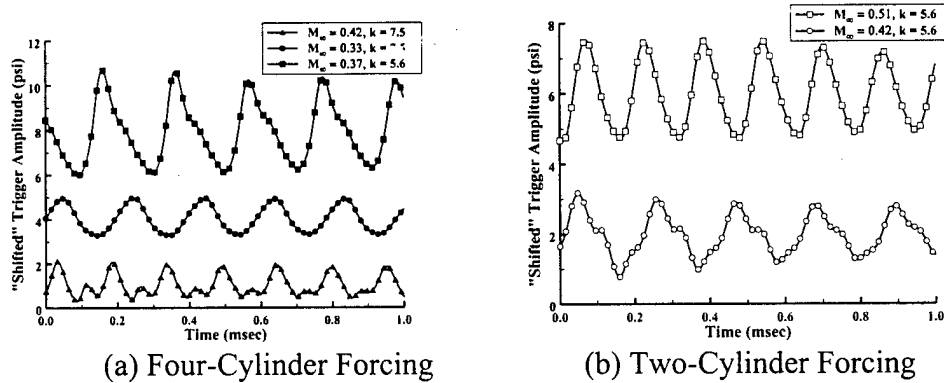 M∞ = 0.42, k = 7.5
M∞ = 0.33, k =
M∞ = 0.37, k = 5.6
"Shifted" Trigger Amplitude (psi)
12
10
8
6
4
2
0
0.0 0.2 0.4 0.6 0.8 1.0
Time (msec)
(a) Four-Cylinder Forcing
M∞ = 0.51, k = 5.6
M∞ = 0.42, k = 5.6
"Shifted" Trigger Amplitude (psi)
8
6
4
2
0
0.0 0.2 0.4 0.6 0.8 1.0
Time (msec)
(b) Two-Cylinder Forcing